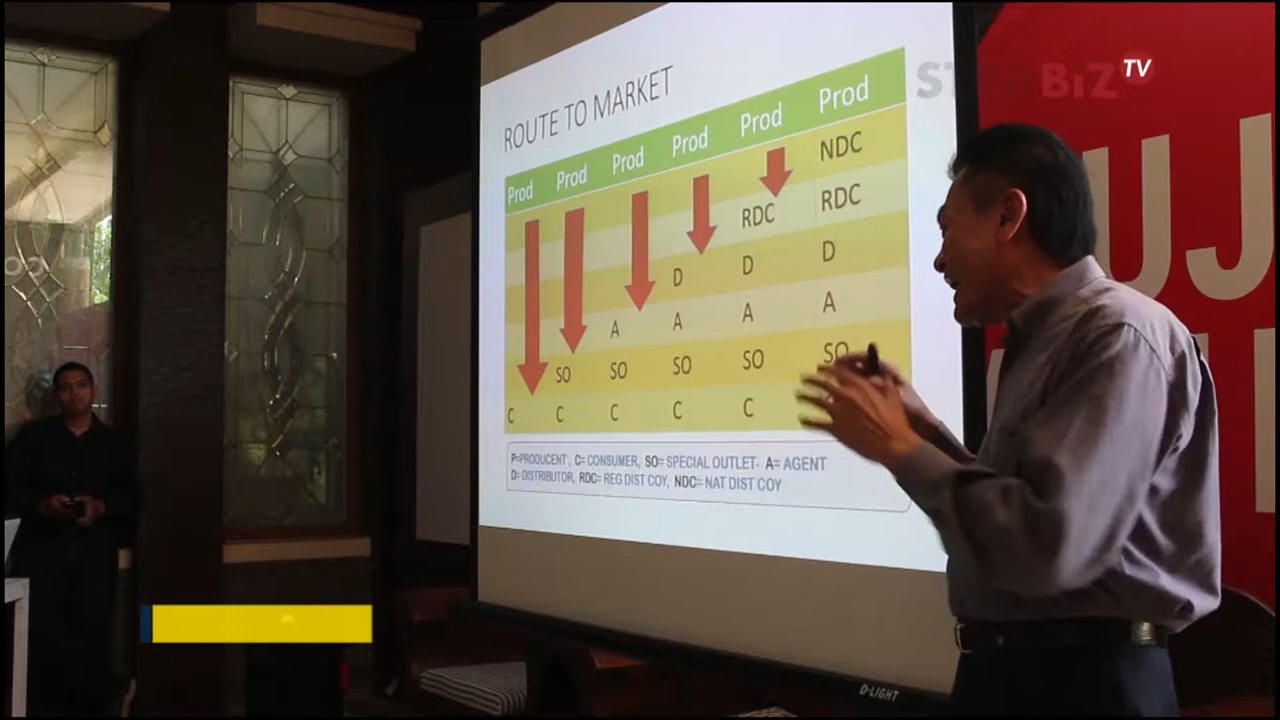 ROUTE TO MARKET
Prod Prod Prod Prod Prod Prod
NDC
RDC RDC
D D D
A A A A
SO SO SO SO SO
C C C C C
P=PRODUCENT, C= CONSUMER, SO= SPECIAL OUTLET- A= AGENT
D= DISTRIBUTOR, RDC= REG DIST COY, NDC= NAT DIST COY
BiZ TV
UJ
D-LIGHT